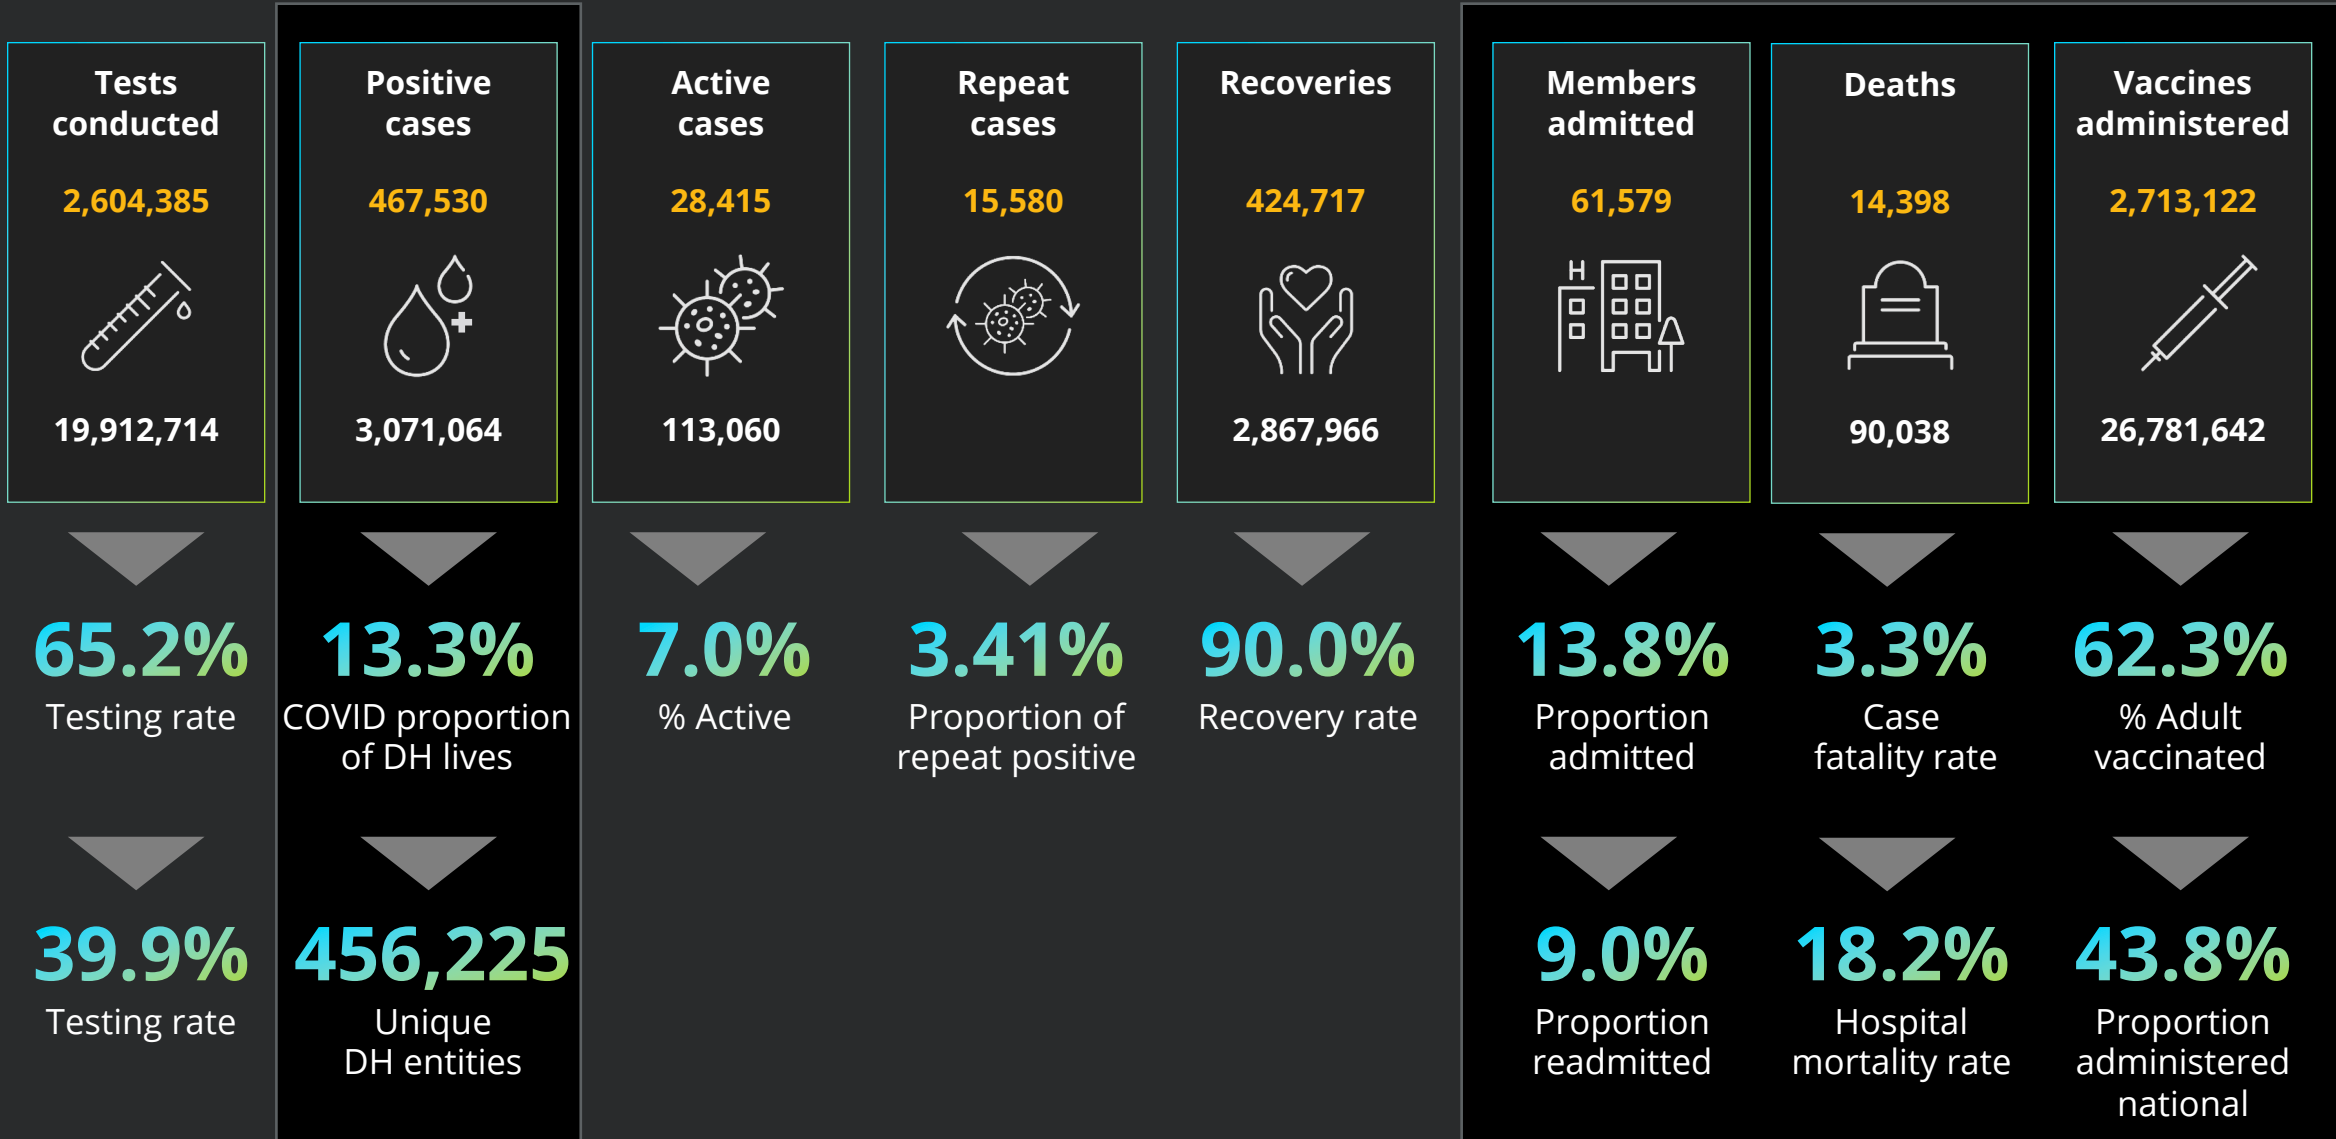 Tests
conducted
2,604,385
19,912,714
65.2%
Testing rate
39.9%
Testing rate
Positive
cases
467,530
+
3,071,064
13.3%
COVID proportion
of DH lives
456,225
Unique
DH entities
Active
cases
28,415
113,060
7.0%
% Active
Repeat
cases
15,580
3.41%
Proportion of
repeat positive
Recoveries
424,717
2,867,966
90.0%
Recovery rate
Members
admitted
61,579
H
13.8%
Proportion
admitted
9.0%
Proportion
readmitted
Deaths
14,398
90,038
3.3%
Case
fatality rate
18.2%
Hospital
mortality rate
Vaccines
administered
2,713,122
26,781,642
62.3%
% Adult
vaccinated
43.8%
Proportion
administered
national